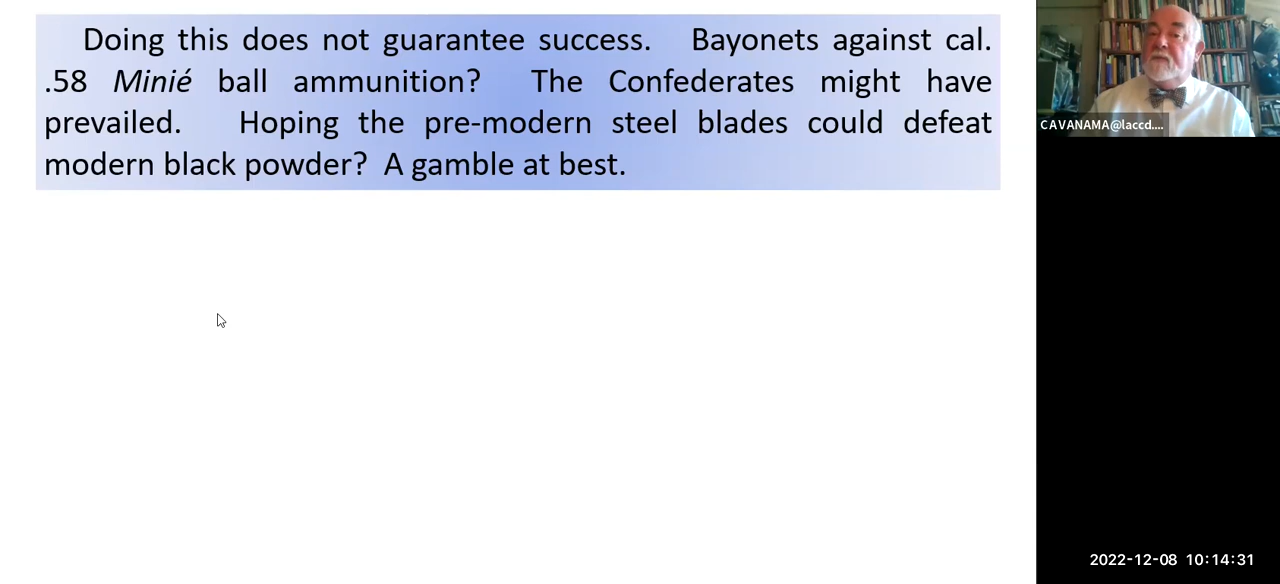 Doing this does not guarantee success. Bayonets against cal.
.58 Minié ball ammunition? The Confederates might have
prevailed. Hoping the pre-modern steel blades could defeat
modern black powder? A gamble at best.
CAVANAMA@laccd....
2022-12-08 10:14:31